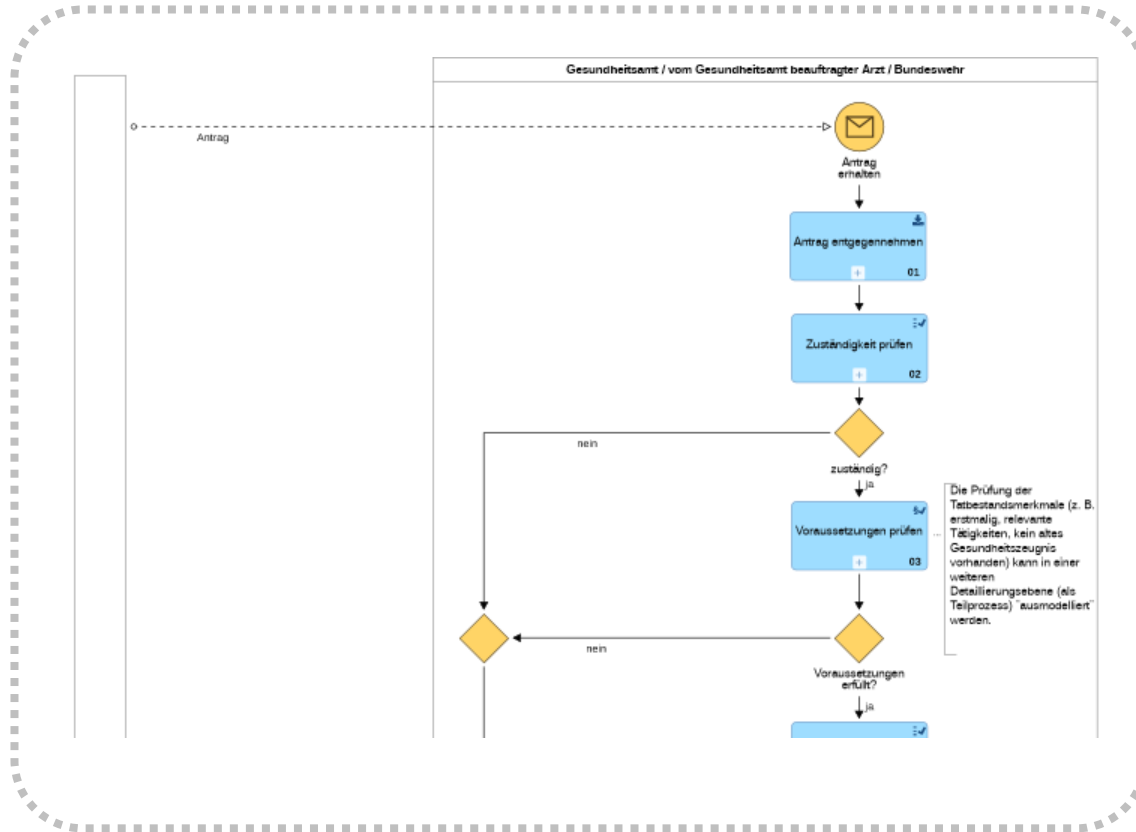 Gesundheitsamt / vom Gesundheitsamt beauftragter Arzt / Bundeswehr
Antrag
Antrag
erhalten
Antrag entgegennehmen
01
Zuständigkeit prüfen
02
nein
zuständig?
ja
Voraussetzungen prüfen
03
Die Prüfung der
Tatbestandsmerkmale (z. B.
erstmalig, relevante
Tätigkeiten, kein altes
Gesundheitszeugnis
vorhanden) kann in einer
weiteren
Detaillierungsebene (als
Teilprozess) "ausmodelliert"
werden.
nein
Voraussetzungen
erfüllt?
ja